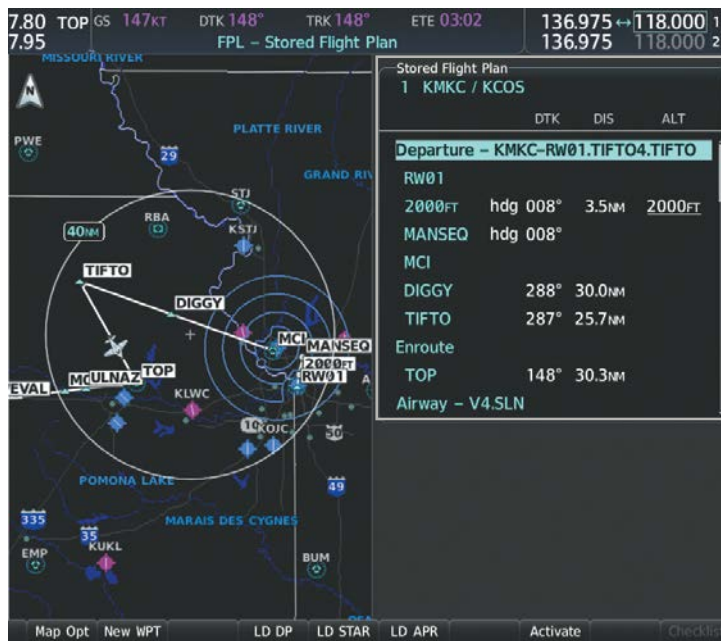 7.80 TOP GS 147KT DTK 148° TRK 148° ETE 03:02 136.975 ↔ 118.000 1
7.95 FPL – Stored Flight Plan 136.975 118.000 2
MISSOURI RIVER
N
PWE
29
PLATTE RIVER
GRAND RIV
STJ
RBA
KSTJ
40NM
TIFTO
DIGGY
MCI
MANSEQ
2000FT
RW01
TOP
ULNAZ
EVAL
KLWC
A
10
KOJC
50
POMONA LAKE
49
335
MARAIS DES CYGNES
35
EMP
KUKL
BUM
OSA
Stored Flight Plan
1 KMKC / KCOS
DTK DIS ALT
Departure – KMKC–RW01.TIFTO4.TIFTO
RW01
2000FT hdg 008° 3.5NM 2000FT
MANSEQ hdg 008°
MCI
DIGGY 288° 30.0NM
TIFTO 287° 25.7NM
Enroute
TOP 148° 30.3NM
Airway – V4.SLN
Map Opt New WPT LD DP LD STAR LD APR Activate Checklis